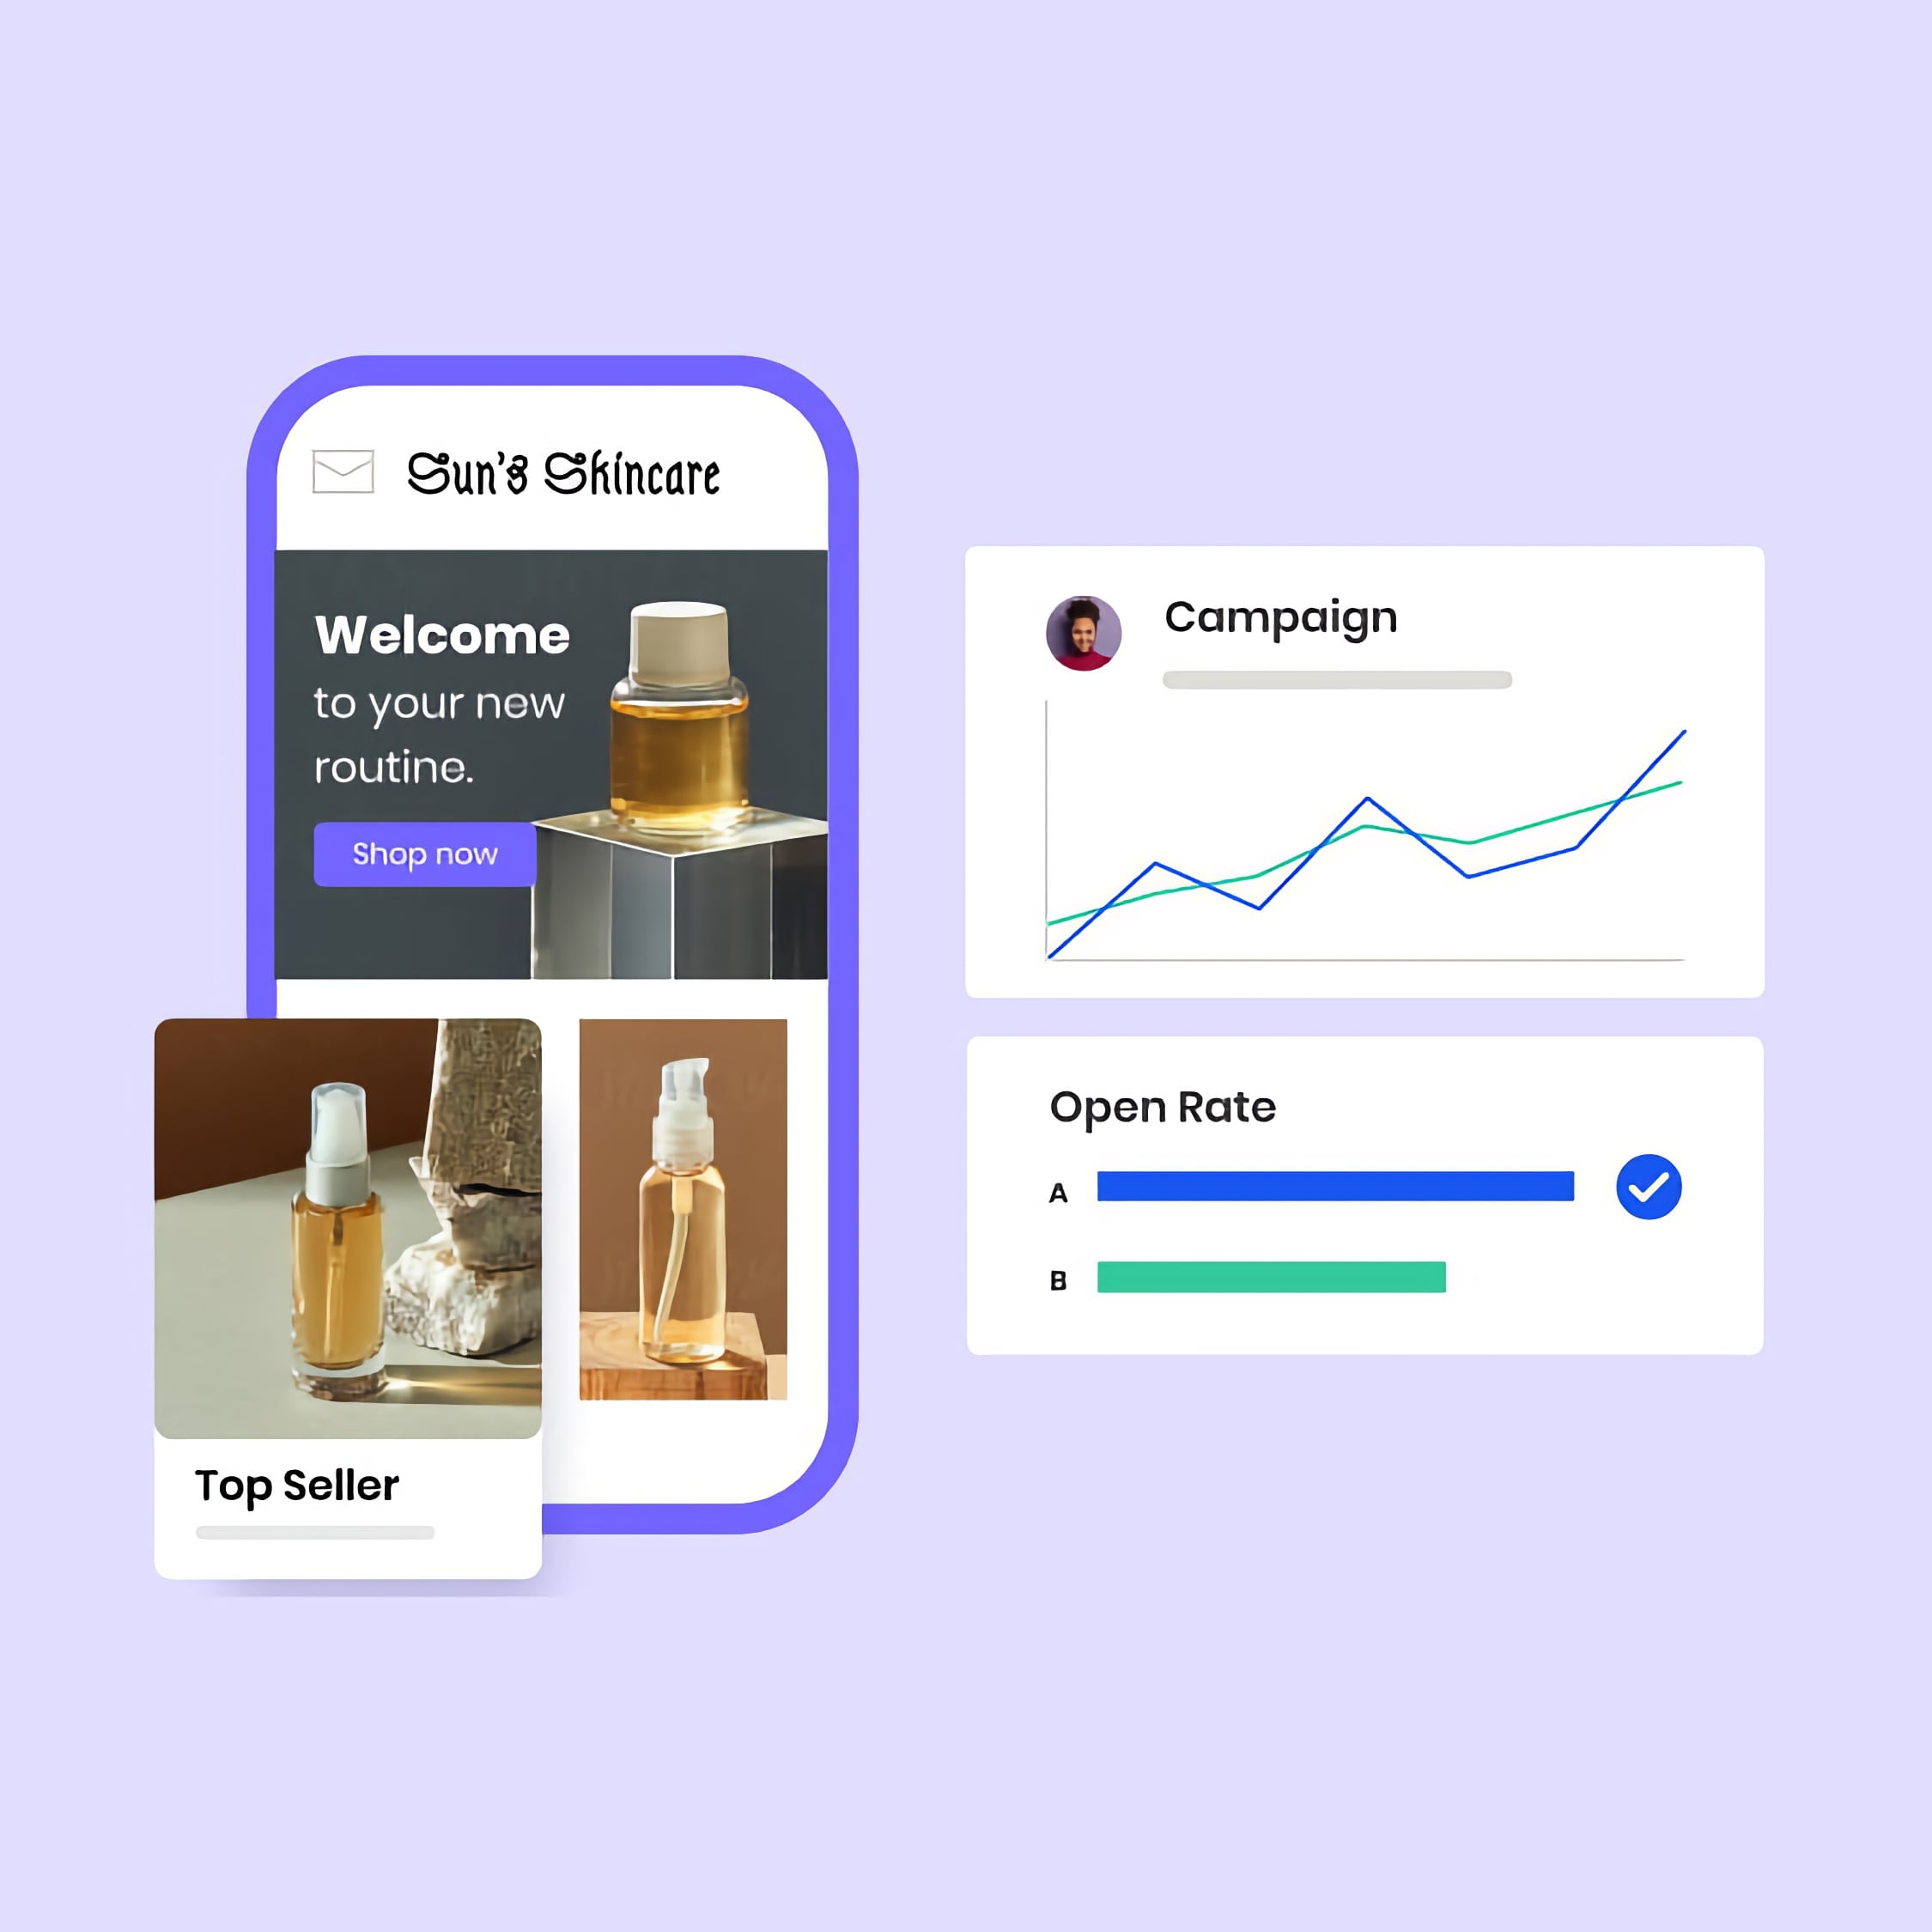 Sun's Skincare
Welcome
to your new
routine.
Shop now
Top Seller
Campaign
Open Rate
A
B